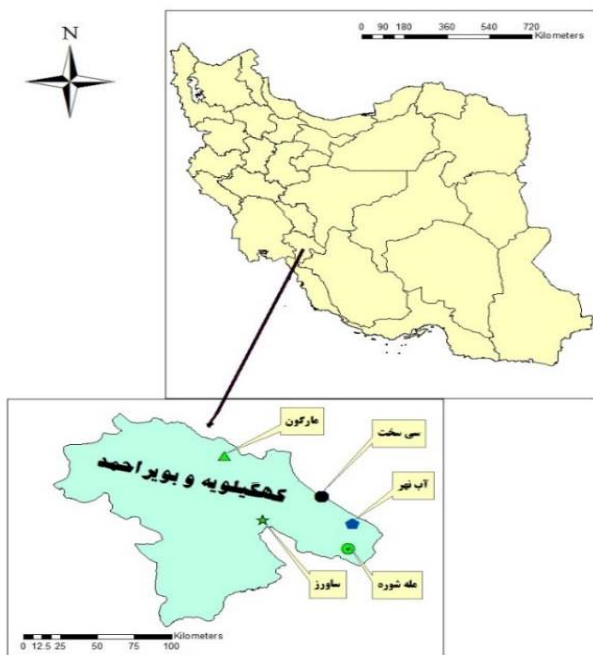 N
0 90 180 360 540 720
Kilometers
مارگون
سی سخت
آب نهر
کهگیلویه و بویراحمد
ساورز
مله شوره
Kilometers
0 12.5 25 50 75 100